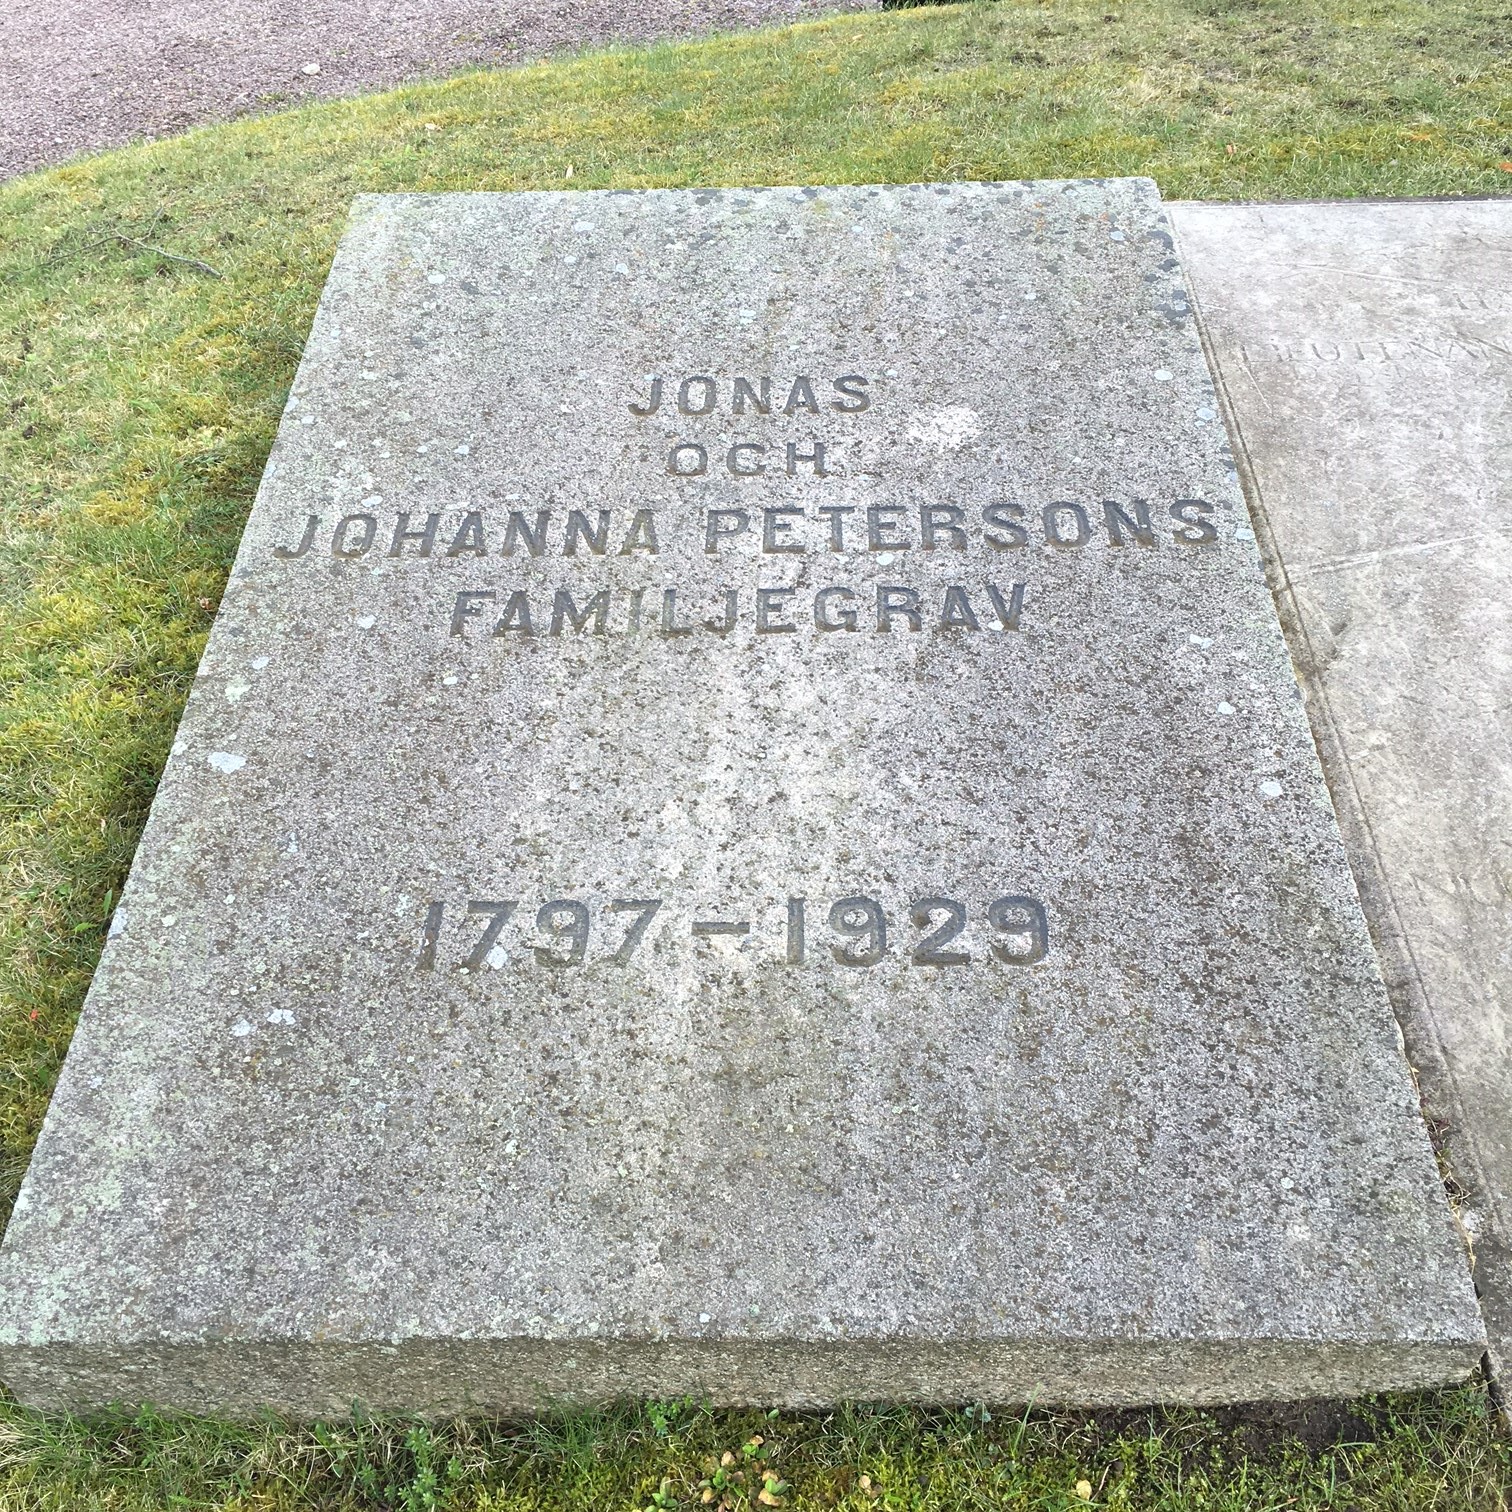 JONAS
OCH
JOHANNA PETERSONS
FAMILJEGRAV
1797–1929